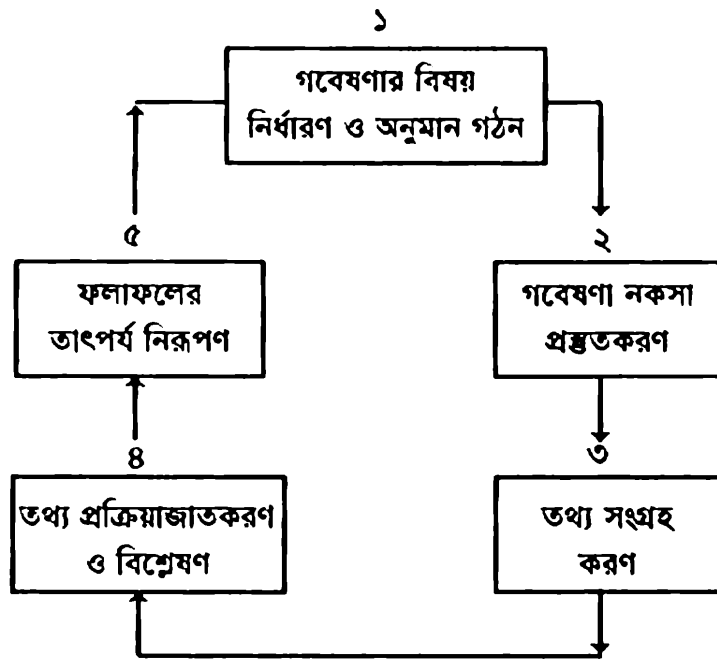 ১
গবেষণার বিষয়
নির্ধারণ ও অনুমান গঠন
২
গবেষণা নকসা
প্রস্তুতকরণ
৩
তথ্য সংগ্রহ
করণ
৪
তথ্য প্রক্রিয়াজাতকরণ
ও বিশ্লেষণ
৫
ফলাফলের
তাৎপর্য নিরূপণ